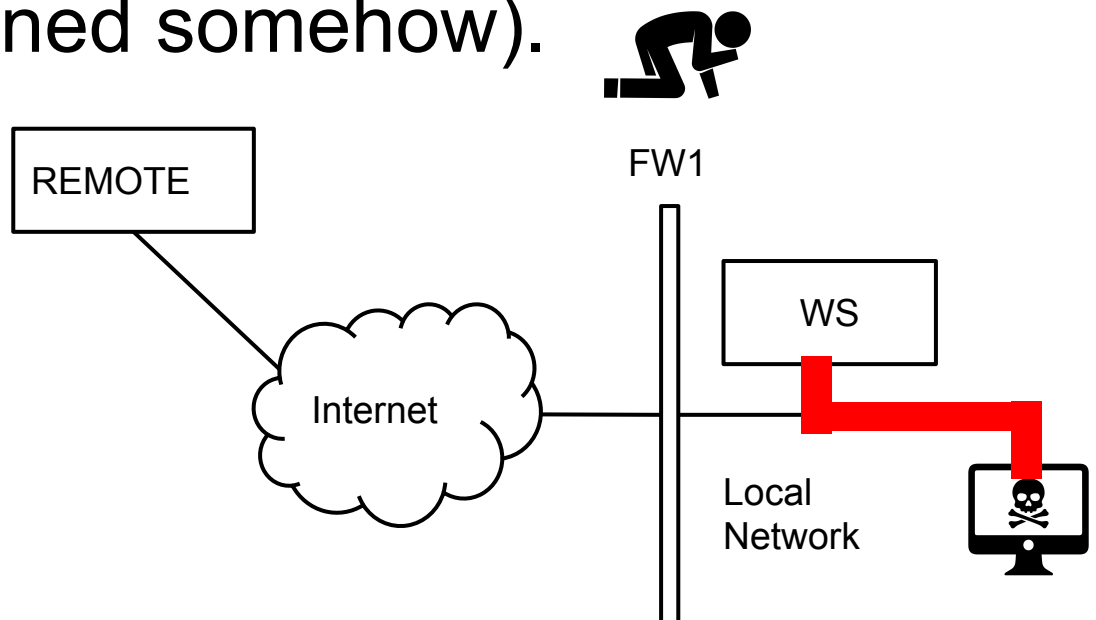 ned somehow).
FW1
REMOTE
WS
Internet
Local
Network